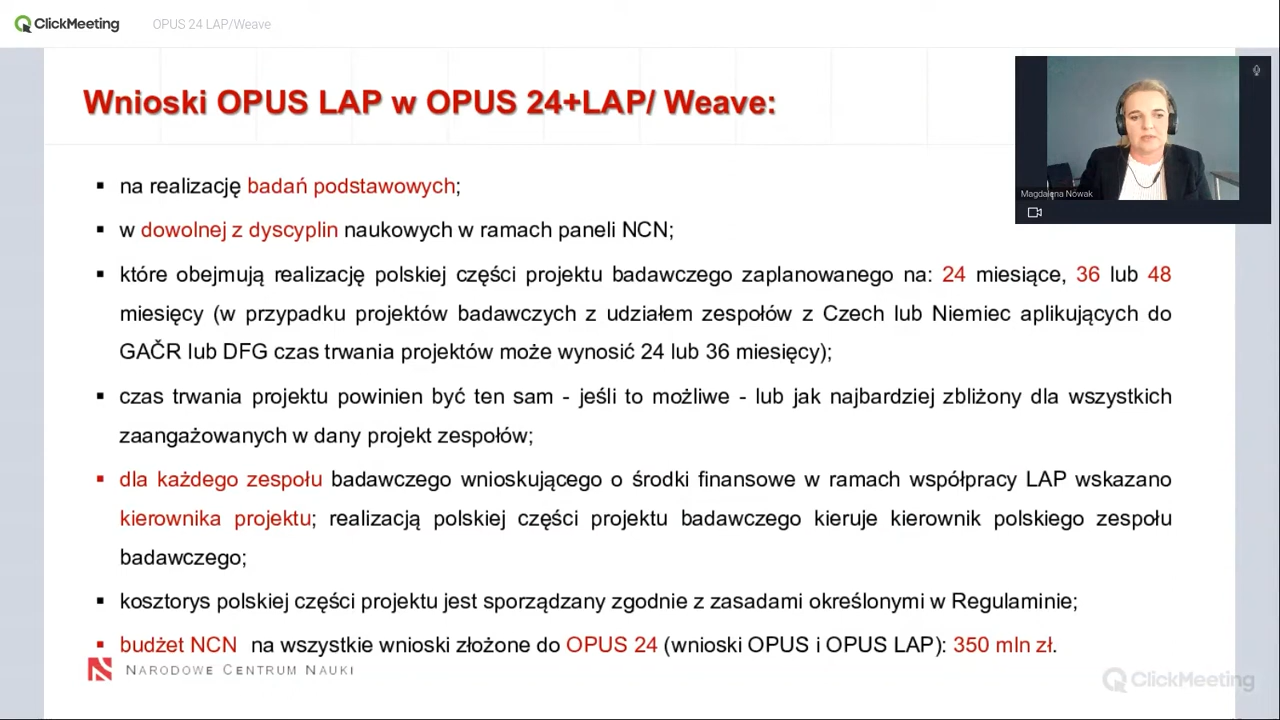 ClickMeeting
OPUS 24 LAP/Weave
Wnioski OPUS LAP w OPUS 24+LAP/ Weave:
Magdalena Nowak
▪ na realizację badań podstawowych;
▪ w dowolnej z dyscyplin naukowych w ramach paneli NCN;
▪ które obejmują realizację polskiej części projektu badawczego zaplanowanego na: 24 miesiące, 36 lub 48
miesięcy (w przypadku projektów badawczych z udziałem zespołów z Czech lub Niemiec aplikujących do
GAČR lub DFG czas trwania projektów może wynosić 24 lub 36 miesięcy);
▪ czas trwania projektu powinien być ten sam - jeśli to możliwe - lub jak najbardziej zbliżony dla wszystkich
zaangażowanych w dany projekt zespołów;
▪ dla każdego zespołu badawczego wnioskującego o środki finansowe w ramach współpracy LAP wskazano
kierownika projektu; realizacją polskiej części projektu badawczego kieruje kierownik polskiego zespołu
badawczego;
▪ kosztorys polskiej części projektu jest sporządzany zgodnie z zasadami określonymi w Regulaminie;
▪ budżet NCN na wszystkie wnioski złożone do OPUS 24 (wnioski OPUS i OPUS LAP): 350 mln zł.
NARODOWE CENTRUM NAUKI
ClickMeeting